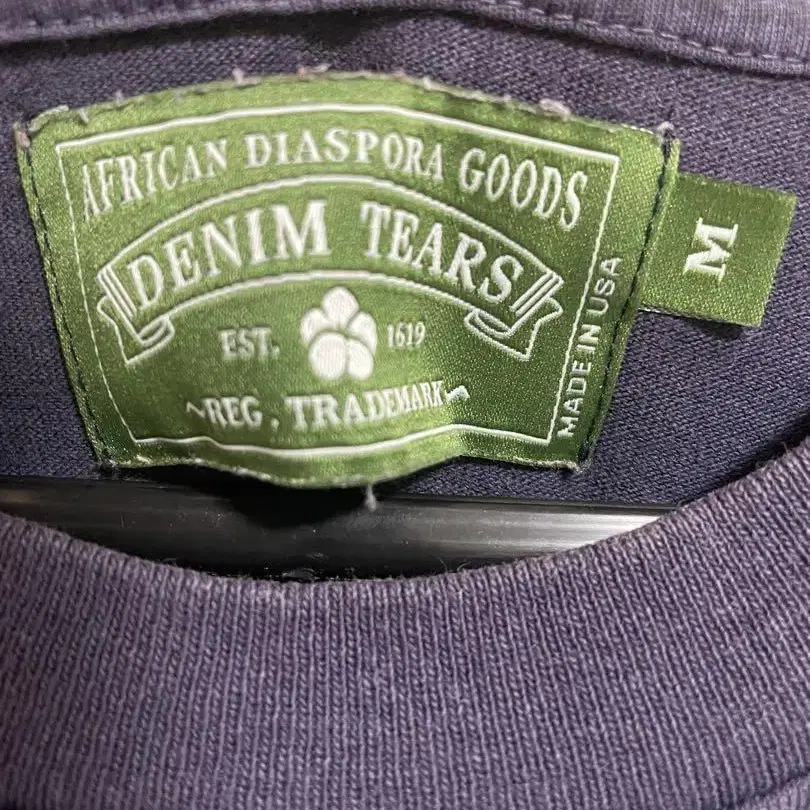 AFRICAN DIASPORA GOODS
DENIM TEARS
EST. 1619
~REG. TRADEMARK~
MADE IN USA
M